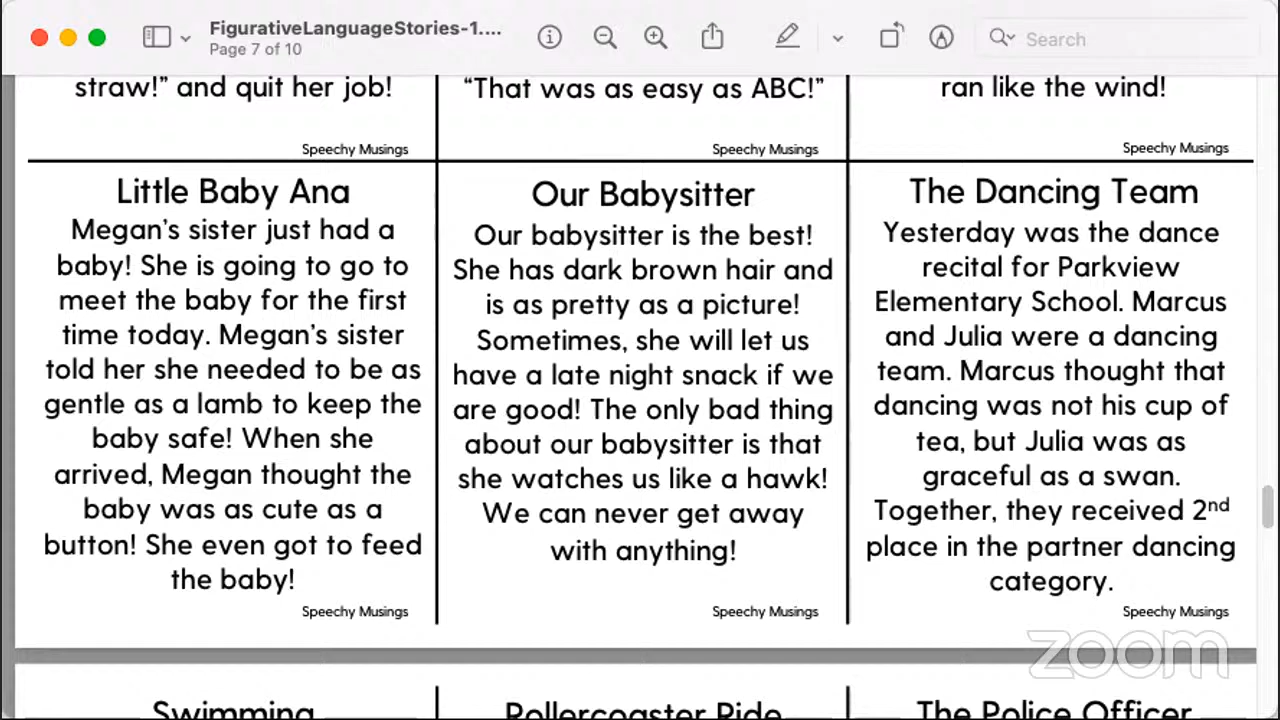 FigurativeLanguageStories-1....
Page 7 of 10
Search
straw!” and quit her job!
Speechy Musings
“That was as easy as ABC!”
Speechy Musings
ran like the wind!
Speechy Musings
Little Baby Ana
Megan’s sister just had a
baby! She is going to go to
meet the baby for the first
time today. Megan’s sister
told her she needed to be as
gentle as a lamb to keep the
baby safe! When she
arrived, Megan thought the
baby was as cute as a
button! She even got to feed
the baby!
Speechy Musings
Our Babysitter
Our babysitter is the best!
She has dark brown hair and
is as pretty as a picture!
Sometimes, she will let us
have a late night snack if we
are good! The only bad thing
about our babysitter is that
she watches us like a hawk!
We can never get away
with anything!
Speechy Musings
The Dancing Team
Yesterday was the dance
recital for Parkview
Elementary School. Marcus
and Julia were a dancing
team. Marcus thought that
dancing was not his cup of
tea, but Julia was as
graceful as a swan.
Together, they received 2nd
place in the partner dancing
category.
Speechy Musings
zoom
Swimming
Rollercoaster Ride
The Police Officer